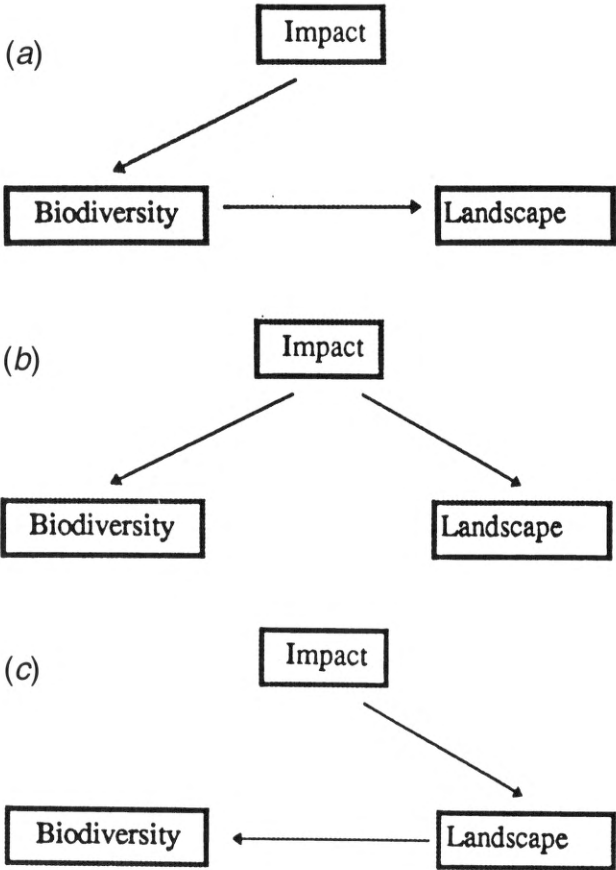 (a)
Impact
Biodiversity
Landscape
(b)
Impact
Biodiversity
Landscape
(c)
Impact
Biodiversity
Landscape